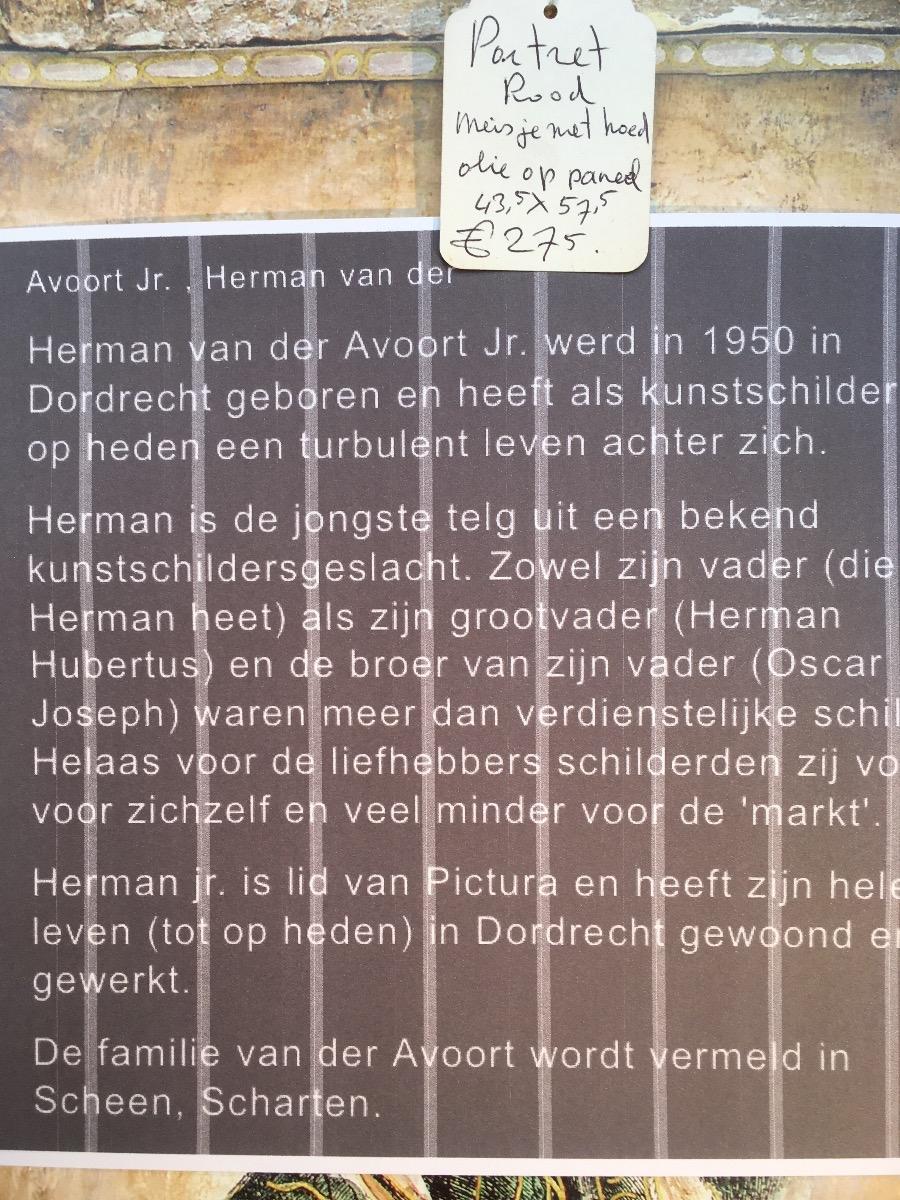 Portret
Rood
Meisje met hoed
olie op paneel
43,5 X 57,5
€ 275.
Avoort Jr. , Herman van der
Herman van der Avoort Jr. werd in 1950 in
Dordrecht geboren en heeft als kunstschilder
op heden een turbulent leven achter zich.
Herman is de jongste telg uit een bekend
kunstschildersgeslacht. Zowel zijn vader (die
Herman heet) als zijn grootvader (Herman
Hubertus) en de broer van zijn vader (Oscar
Joseph) waren meer dan verdienstelijke schil
Helaas voor de liefhebbers schilderden zij vo
voor zichzelf en veel minder voor de 'markt'.
Herman jr. is lid van Pictura en heeft zijn hele
leven (tot op heden) in Dordrecht gewoond en
gewerkt.
De familie van der Avoort wordt vermeld in
Scheen, Scharten.